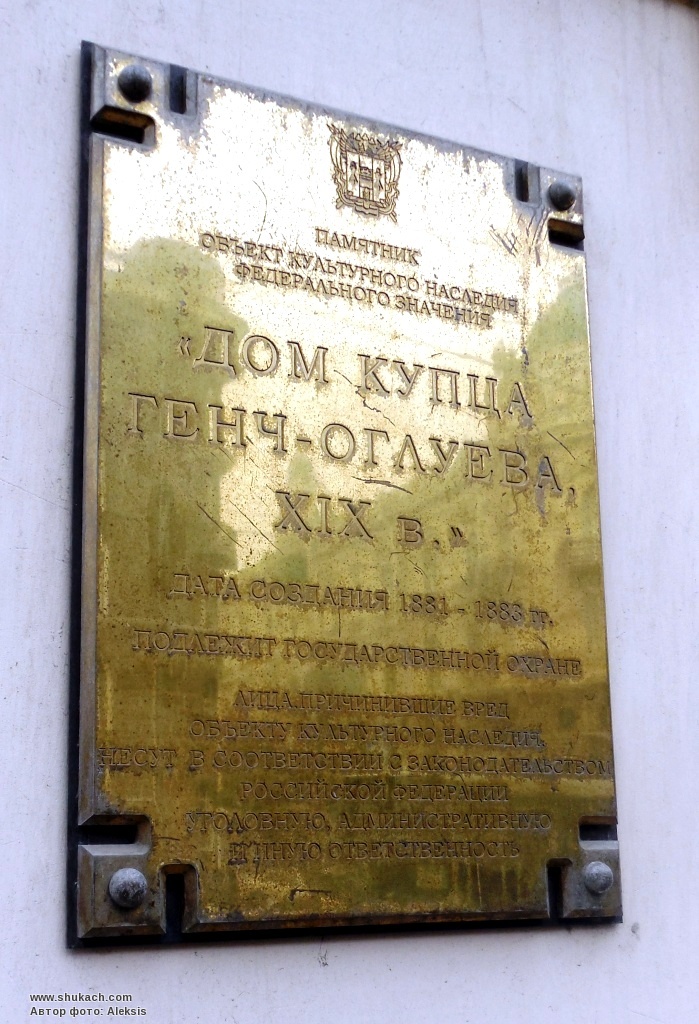 ПАМЯТНИК
ОБЪЕКТ КУЛЬТУРНОГО НАСЛЕДИЯ
ФЕДЕРАЛЬНОГО ЗНАЧЕНИЯ
«ДОМ КУПЦА
ГЕНЧ-ОГЛУЕВА,
XIX в.»
ДАТА СОЗДАНИЯ 1881 - 1883 гг.
ПОДЛЕЖИТ ГОСУДАРСТВЕННОЙ ОХРАНЕ
ЛИЦА, ПРИЧИНИВШИЕ ВРЕД
ОБЪЕКТУ КУЛЬТУРНОГО НАСЛЕДИЯ,
НЕСУТ В СООТВЕТСТВИИ С ЗАКОНОДАТЕЛЬСТВОМ
РОССИЙСКОЙ ФЕДЕРАЦИИ
УГОЛОВНУЮ, АДМИНИСТРАТИВНУЮ
И ИНУЮ ОТВЕТСТВЕННОСТЬ
www.shukach.com
Автор фото: Aleksis